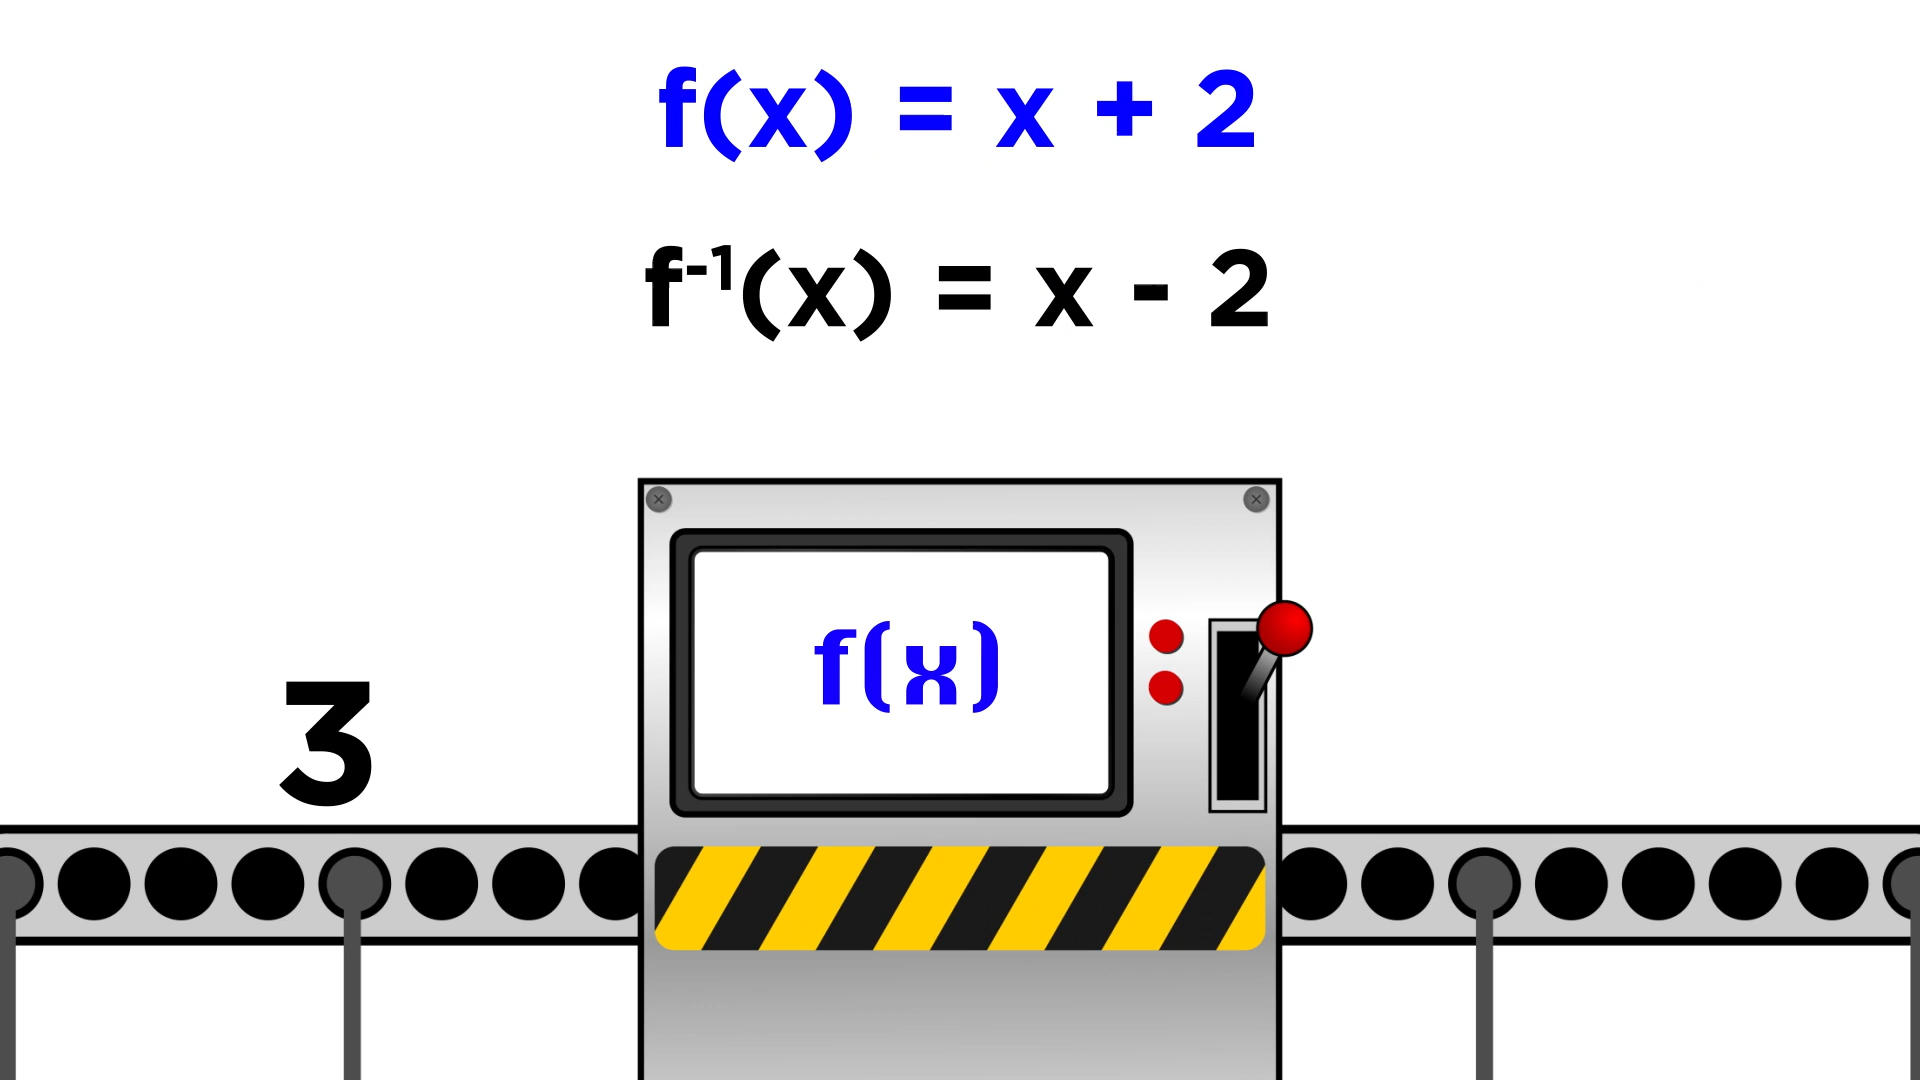 f(x) = x + 2
f⁻¹(x) = x - 2
f(x)
3